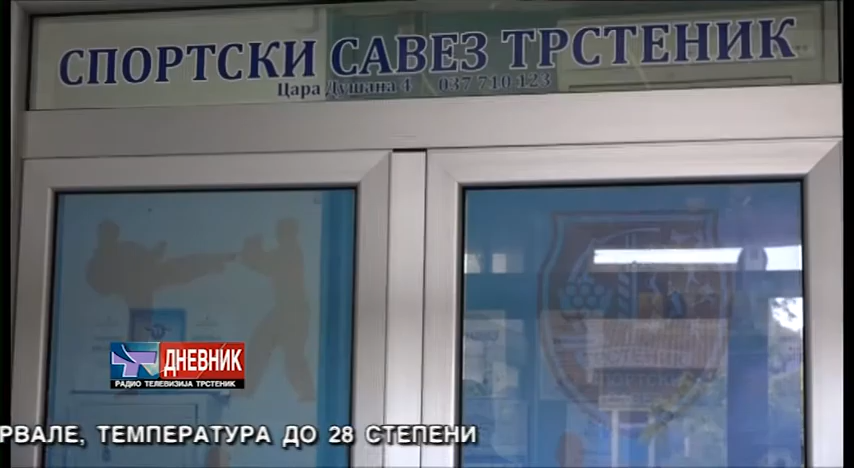 СПОРТСКИ САВЕЗ ТРСТЕНИК
Цара Душана 4 037 710 123
ДНЕВНИК
РАДИО ТЕЛЕВИЗИЈА ТРСТЕНИК
РВАЛЕ, ТЕМПЕРАТУРА ДО 28 СТЕПЕНИ